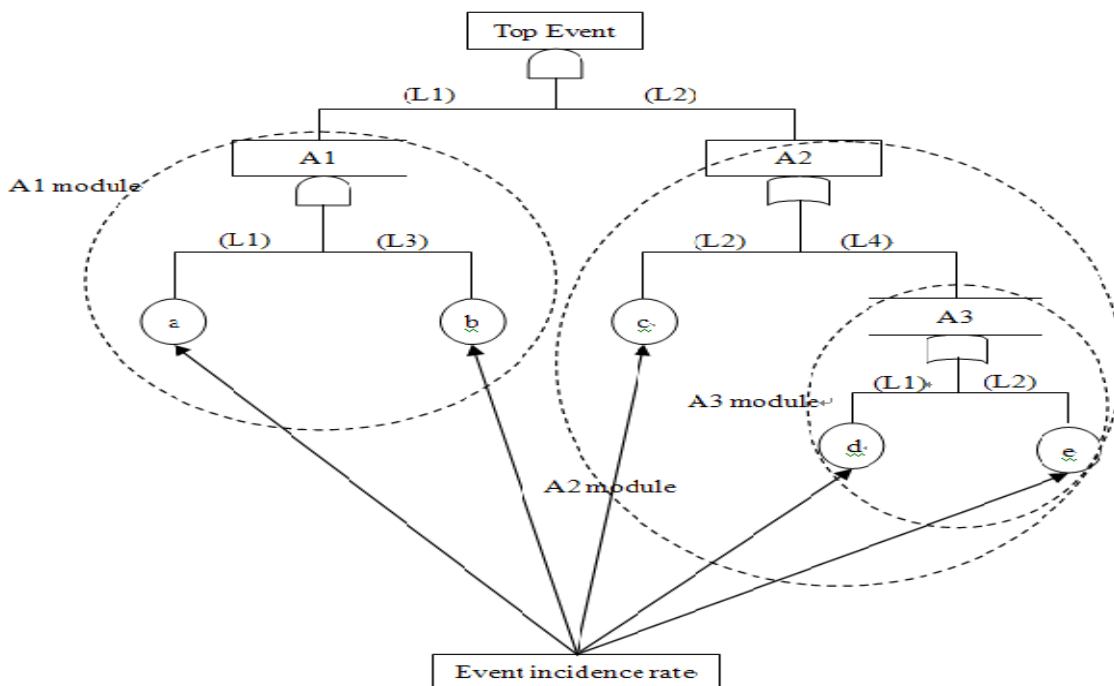 Top Event
(L1) (L2)
A1 A2
A1 module
(L1) (L3) (L2) (L4)
a b c A3
(L1) (L2)
A3 module
d e
A2 module
Event incidence rate